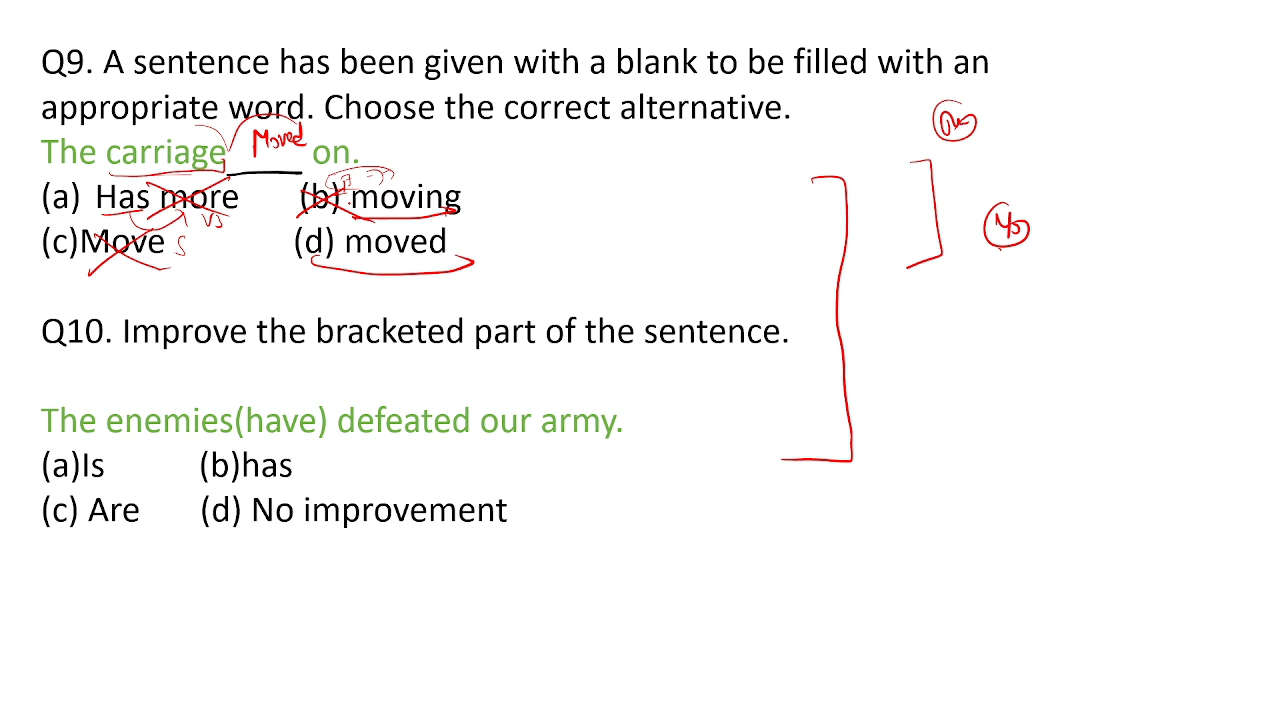 Q9. A sentence has been given with a blank to be filled with an
appropriate word. Choose the correct alternative.
The carriage Moved on.
(a) Has more (b) moving
V3
(c)Move S (d) moved
Q10. Improve the bracketed part of the sentence.
The enemies(have) defeated our army.
(a)Is (b)has
(c) Are (d) No improvement